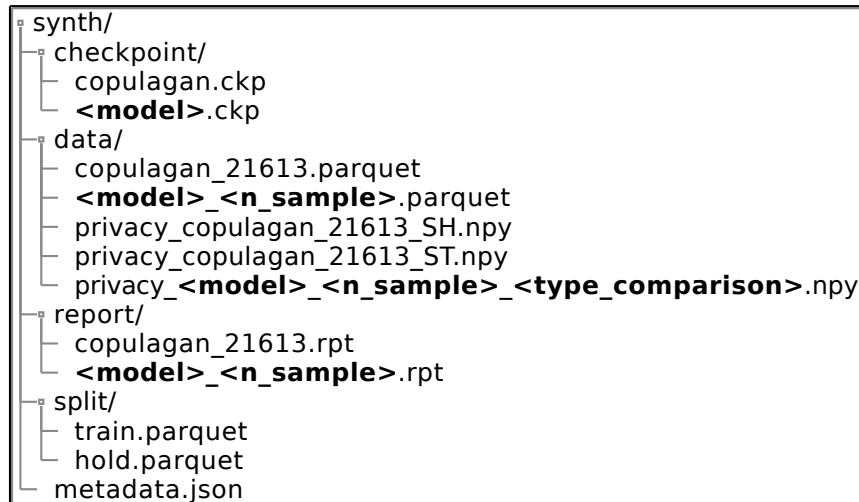 synth/
checkpoint/
copulagan.ckp
<model>.ckp
data/
copulagan_21613.parquet
<model>_<n_sample>.parquet
privacy_copulagan_21613_SH.npy
privacy_copulagan_21613_ST.npy
privacy_<model>_<n_sample>_<type_comparison>.npy
report/
copulagan_21613.rpt
<model>_<n_sample>.rpt
split/
train.parquet
hold.parquet
metadata.json